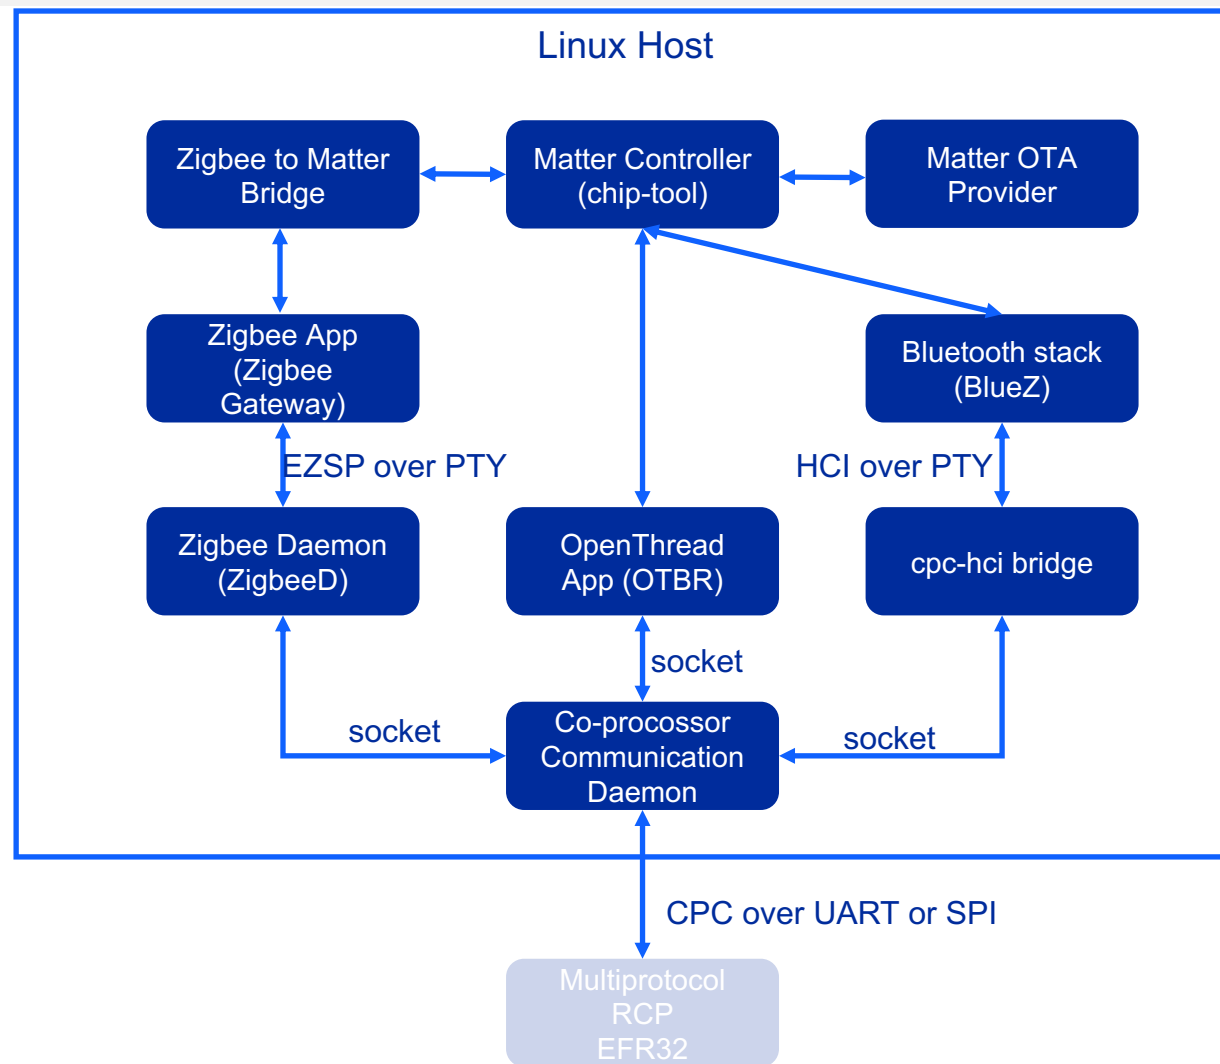 Linux Host
Zigbee to Matter
Bridge
Matter Controller
(chip-tool)
Matter OTA
Provider
Zigbee App
(Zigbee
Gateway)
Bluetooth stack
(BlueZ)
EZSP over PTY
HCI over PTY
Zigbee Daemon
(ZigbeeD)
OpenThread
App (OTBR)
cpc-hci bridge
socket
socket
socket
Co-procossor
Communication
Daemon
CPC over UART or SPI
Multiprotocol
RCP
EFR32